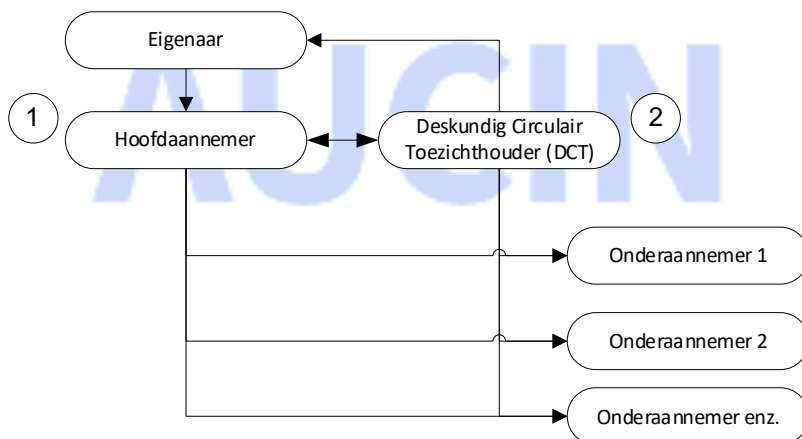 Eigenaar
1
Hoofdaannemer
Deskundig Circulair
Toezichthouder (DCT)
2
AUCIN
Onderaannemer 1
Onderaannemer 2
Onderaannemer enz.